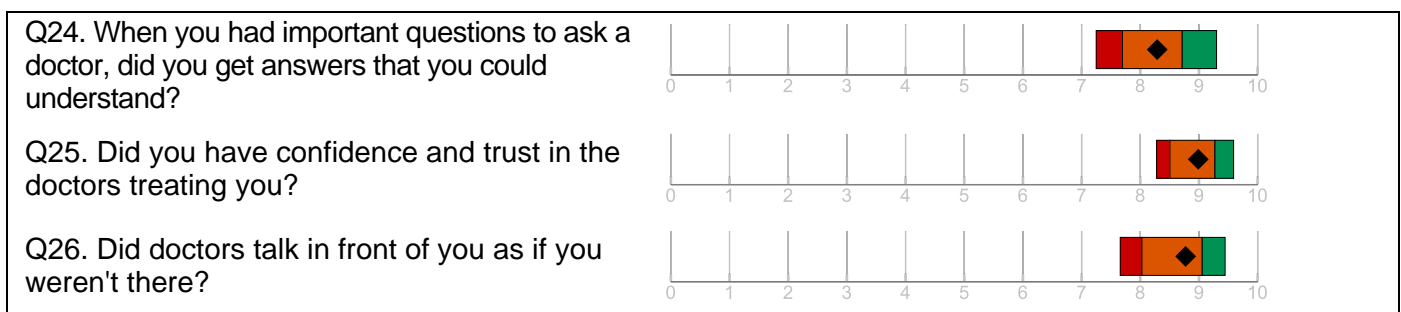 Q24. When you had important questions to ask a
doctor, did you get answers that you could
understand?
0 1 2 3 4 5 6 7 8 9 10
Q25. Did you have confidence and trust in the
doctors treating you?
0 1 2 3 4 5 6 7 8 9 10
Q26. Did doctors talk in front of you as if you
weren't there?
0 1 2 3 4 5 6 7 8 9 10